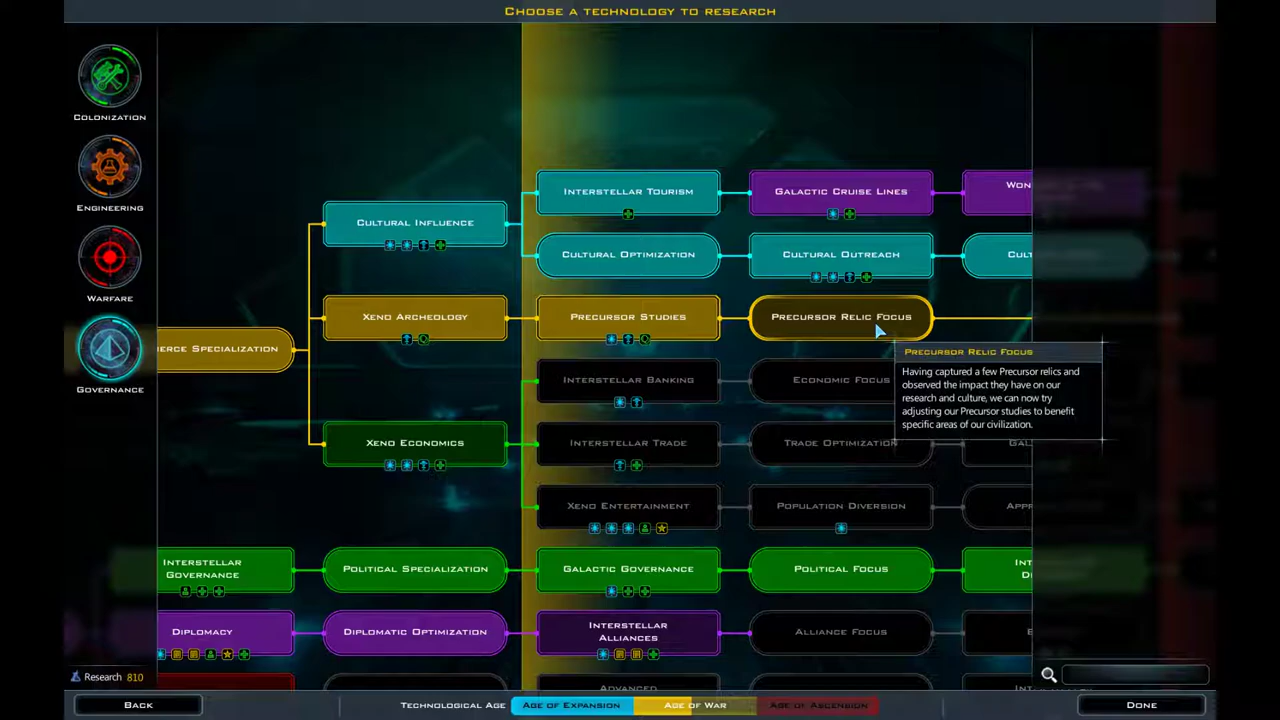 Choose a technology to research
Colonization
Engineering
Warfare
Governance
Interstellar Tourism
Galactic Cruise Lines
Cultural Influence
Cultural Optimization
Cultural Outreach
Xeno Archeology
Precursor Studies
Precursor Relic Focus
Specialization
Precursor Relic Focus
Having captured a few Precursor relics and
observed the impact they have on our
research and culture, we can now try
adjusting our Precursor studies to benefit
specific areas of our civilization.
Interstellar Banking
Economic Focus
Xeno Economics
Interstellar Trade
Trade Optimization
Xeno Entertainment
Population Diversion
Interstellar
Governance
Political Specialization
Galactic Governance
Political Focus
Diplomacy
Diplomatic Optimization
Interstellar
Alliances
Alliance Focus
Advanced
Research 810
Back
Technological Age
Age of Expansion
Age of War
Age of Ascension
Done